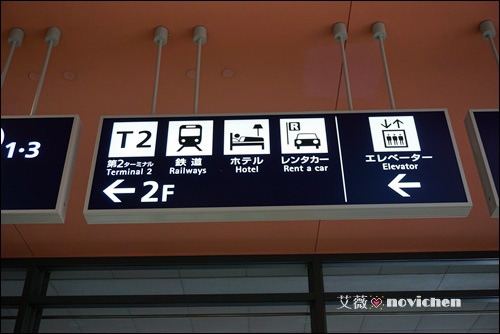 1·3
T2
第2ターミナル
Terminal 2
鉄道
Railways
ホテル
Hotel
R
レンタカー
Rent a car
エレベーター
Elevator
← 2F
←
艾薇♡novichen